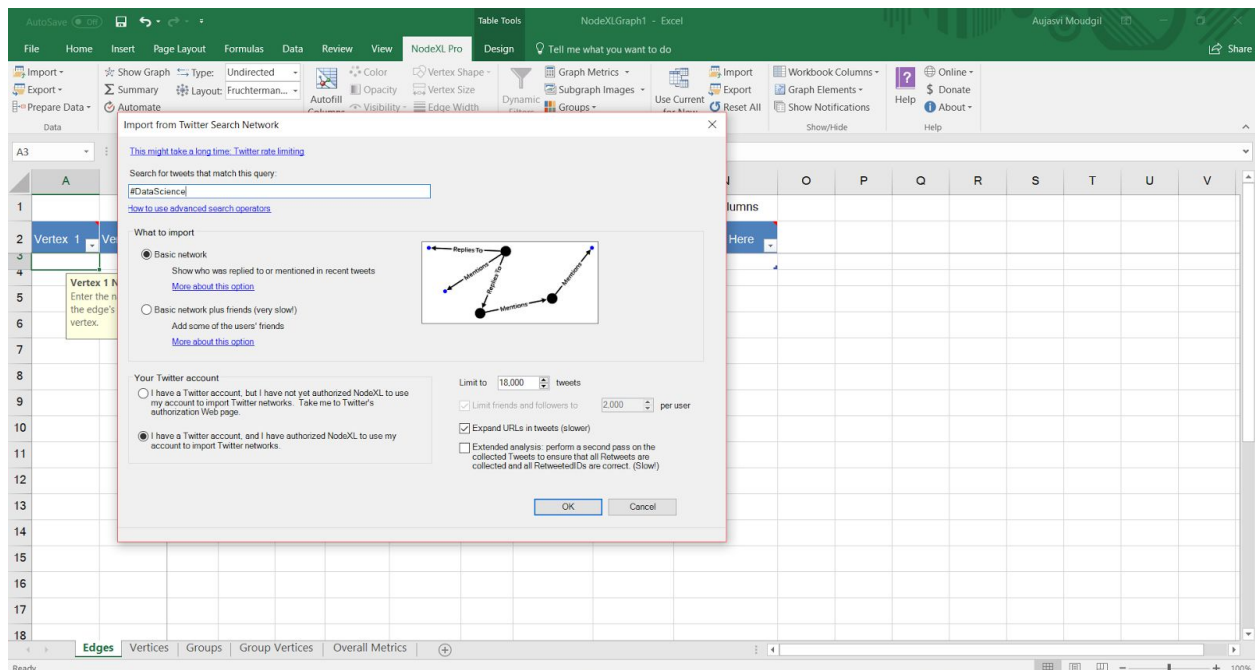 AutoSave Off
Table Tools
NodeXLGraph1 - Excel
Aujasvi Moudgil
File Home Insert Page Layout Formulas Data Review View NodeXL Pro Design Tell me what you want to do
Share
Import
Export
Prepare Data
Data
Show Graph
Summary
Automate
Type: Undirected
Layout: Fruchterman...
Autofill
Color
Opacity
Visibility
Vertex Shape
Vertex Size
Edge Width
Dynamic
Graph Metrics
Subgraph Images
Groups
Use Current
Import
Export
Reset All
Workbook Columns
Graph Elements
Show Notifications
Show/Hide
Help
Online
Donate
About
Help
A3
A
O P Q R S T U V
Import from Twitter Search Network
This might take a long time: Twitter rate limiting
Search for tweets that match this query:
#DataScience
How to use advanced search operators
What to import
Basic network
Show who was replied to or mentioned in recent tweets
More about this option
Basic network plus friends (very slow!)
Add some of the users' friends
More about this option
Replies To
Mentions
Replies To
Mentions
Mentions
Your Twitter account
I have a Twitter account, but I have not yet authorized NodeXL to use
my account to import Twitter networks. Take me to Twitter's
authorization Web page.
I have a Twitter account, and I have authorized NodeXL to use my
account to import Twitter networks.
Limit to 18,000 tweets
Limit friends and followers to 2,000 per user
Expand URLs in tweets (slower)
Extended analysis: perform a second pass on the
collected Tweets to ensure that all Retweets are
collected and all RetweetedIDs are correct. (Slow!)
OK Cancel
1
lumns
2 Vertex 1 Ve
Here
3
4
Vertex 1 N
5 Enter the n
the edge's
6 vertex.
7
8
9
10
11
12
13
14
15
16
17
18
Edges Vertices Groups Group Vertices Overall Metrics
Ready
100%